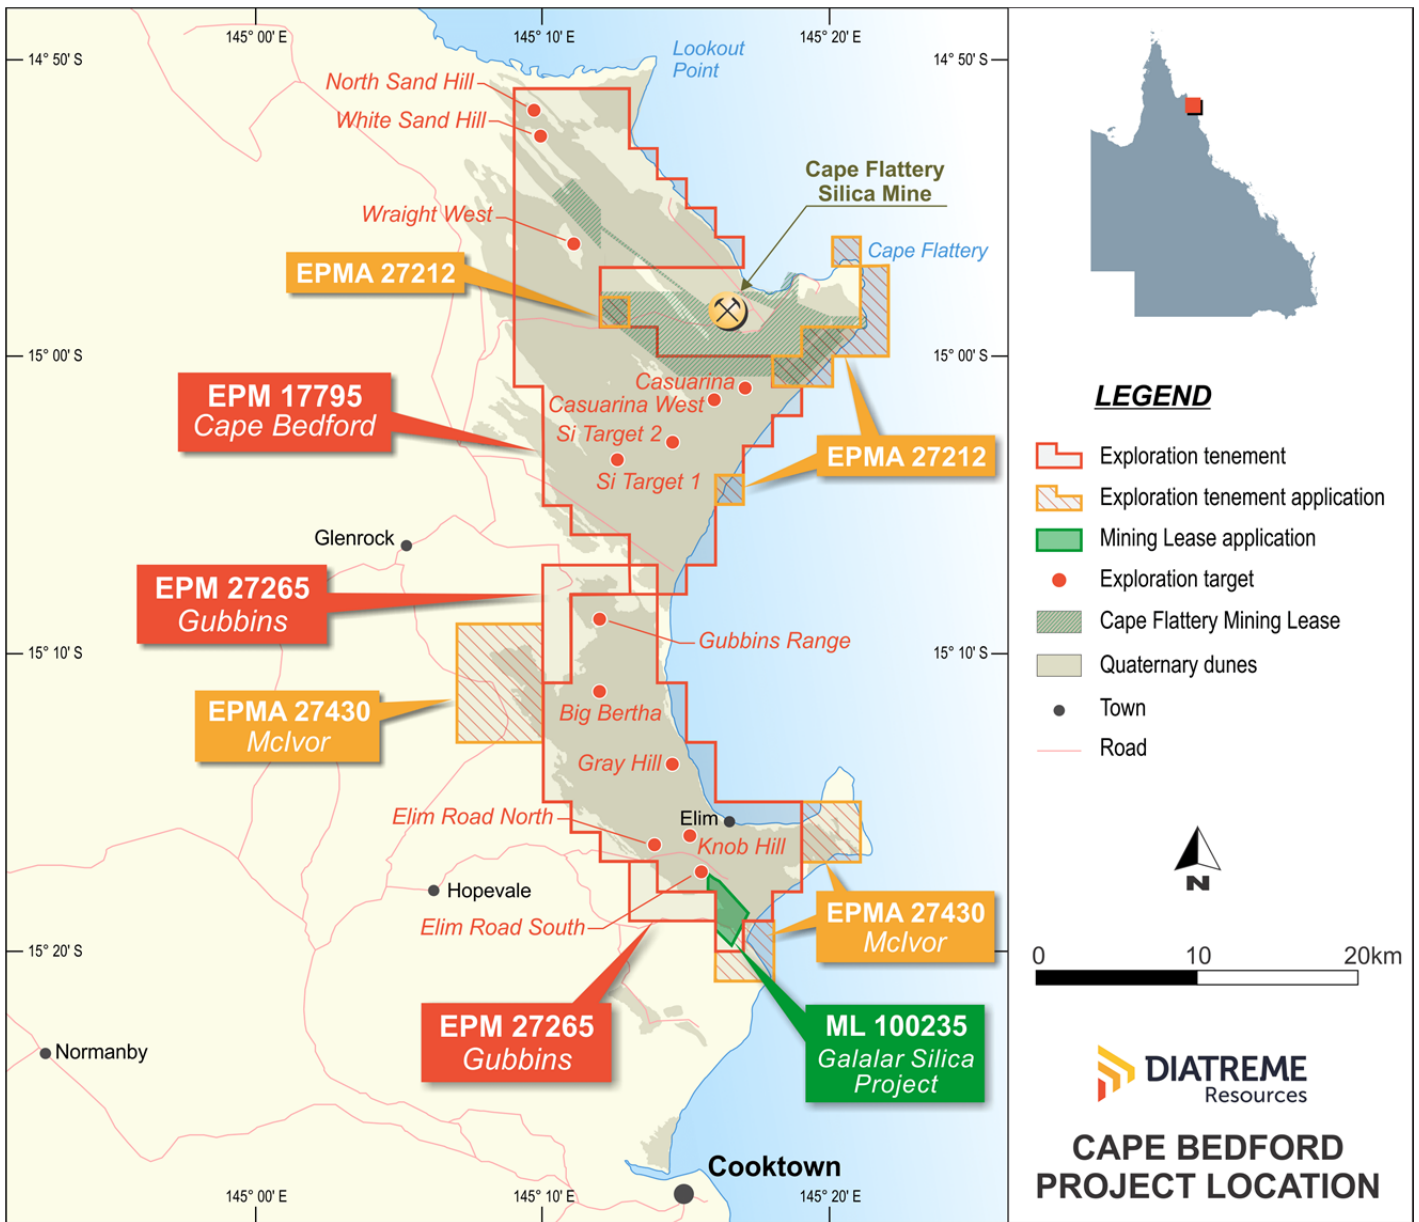 145° 00' E
145° 10' E
145° 20' E
14° 50' S
14° 50' S
Lookout
Point
North Sand Hill
White Sand Hill
Cape Flattery
Silica Mine
Wraight West
Cape Flattery
EPMA 27212
15° 00' S
15° 00' S
EPM 17795
Cape Bedford
Casuarina
Casuarina West
Si Target 2
Si Target 1
EPMA 27212
Glenrock
EPM 27265
Gubbins
Gubbins Range
15° 10' S
15° 10' S
EPMA 27430
McIvor
Big Bertha
Gray Hill
Elim Road North
Elim
Knob Hill
Hopevale
Elim Road South
EPMA 27430
McIvor
15° 20' S
EPM 27265
Gubbins
ML 100235
Galalar Silica
Project
Normanby
Cooktown
145° 00' E
145° 10' E
145° 20' E
LEGEND
Exploration tenement
Exploration tenement application
Mining Lease application
Exploration target
Cape Flattery Mining Lease
Quaternary dunes
Town
Road
N
0 10 20km
DIATREME
Resources
CAPE BEDFORD
PROJECT LOCATION